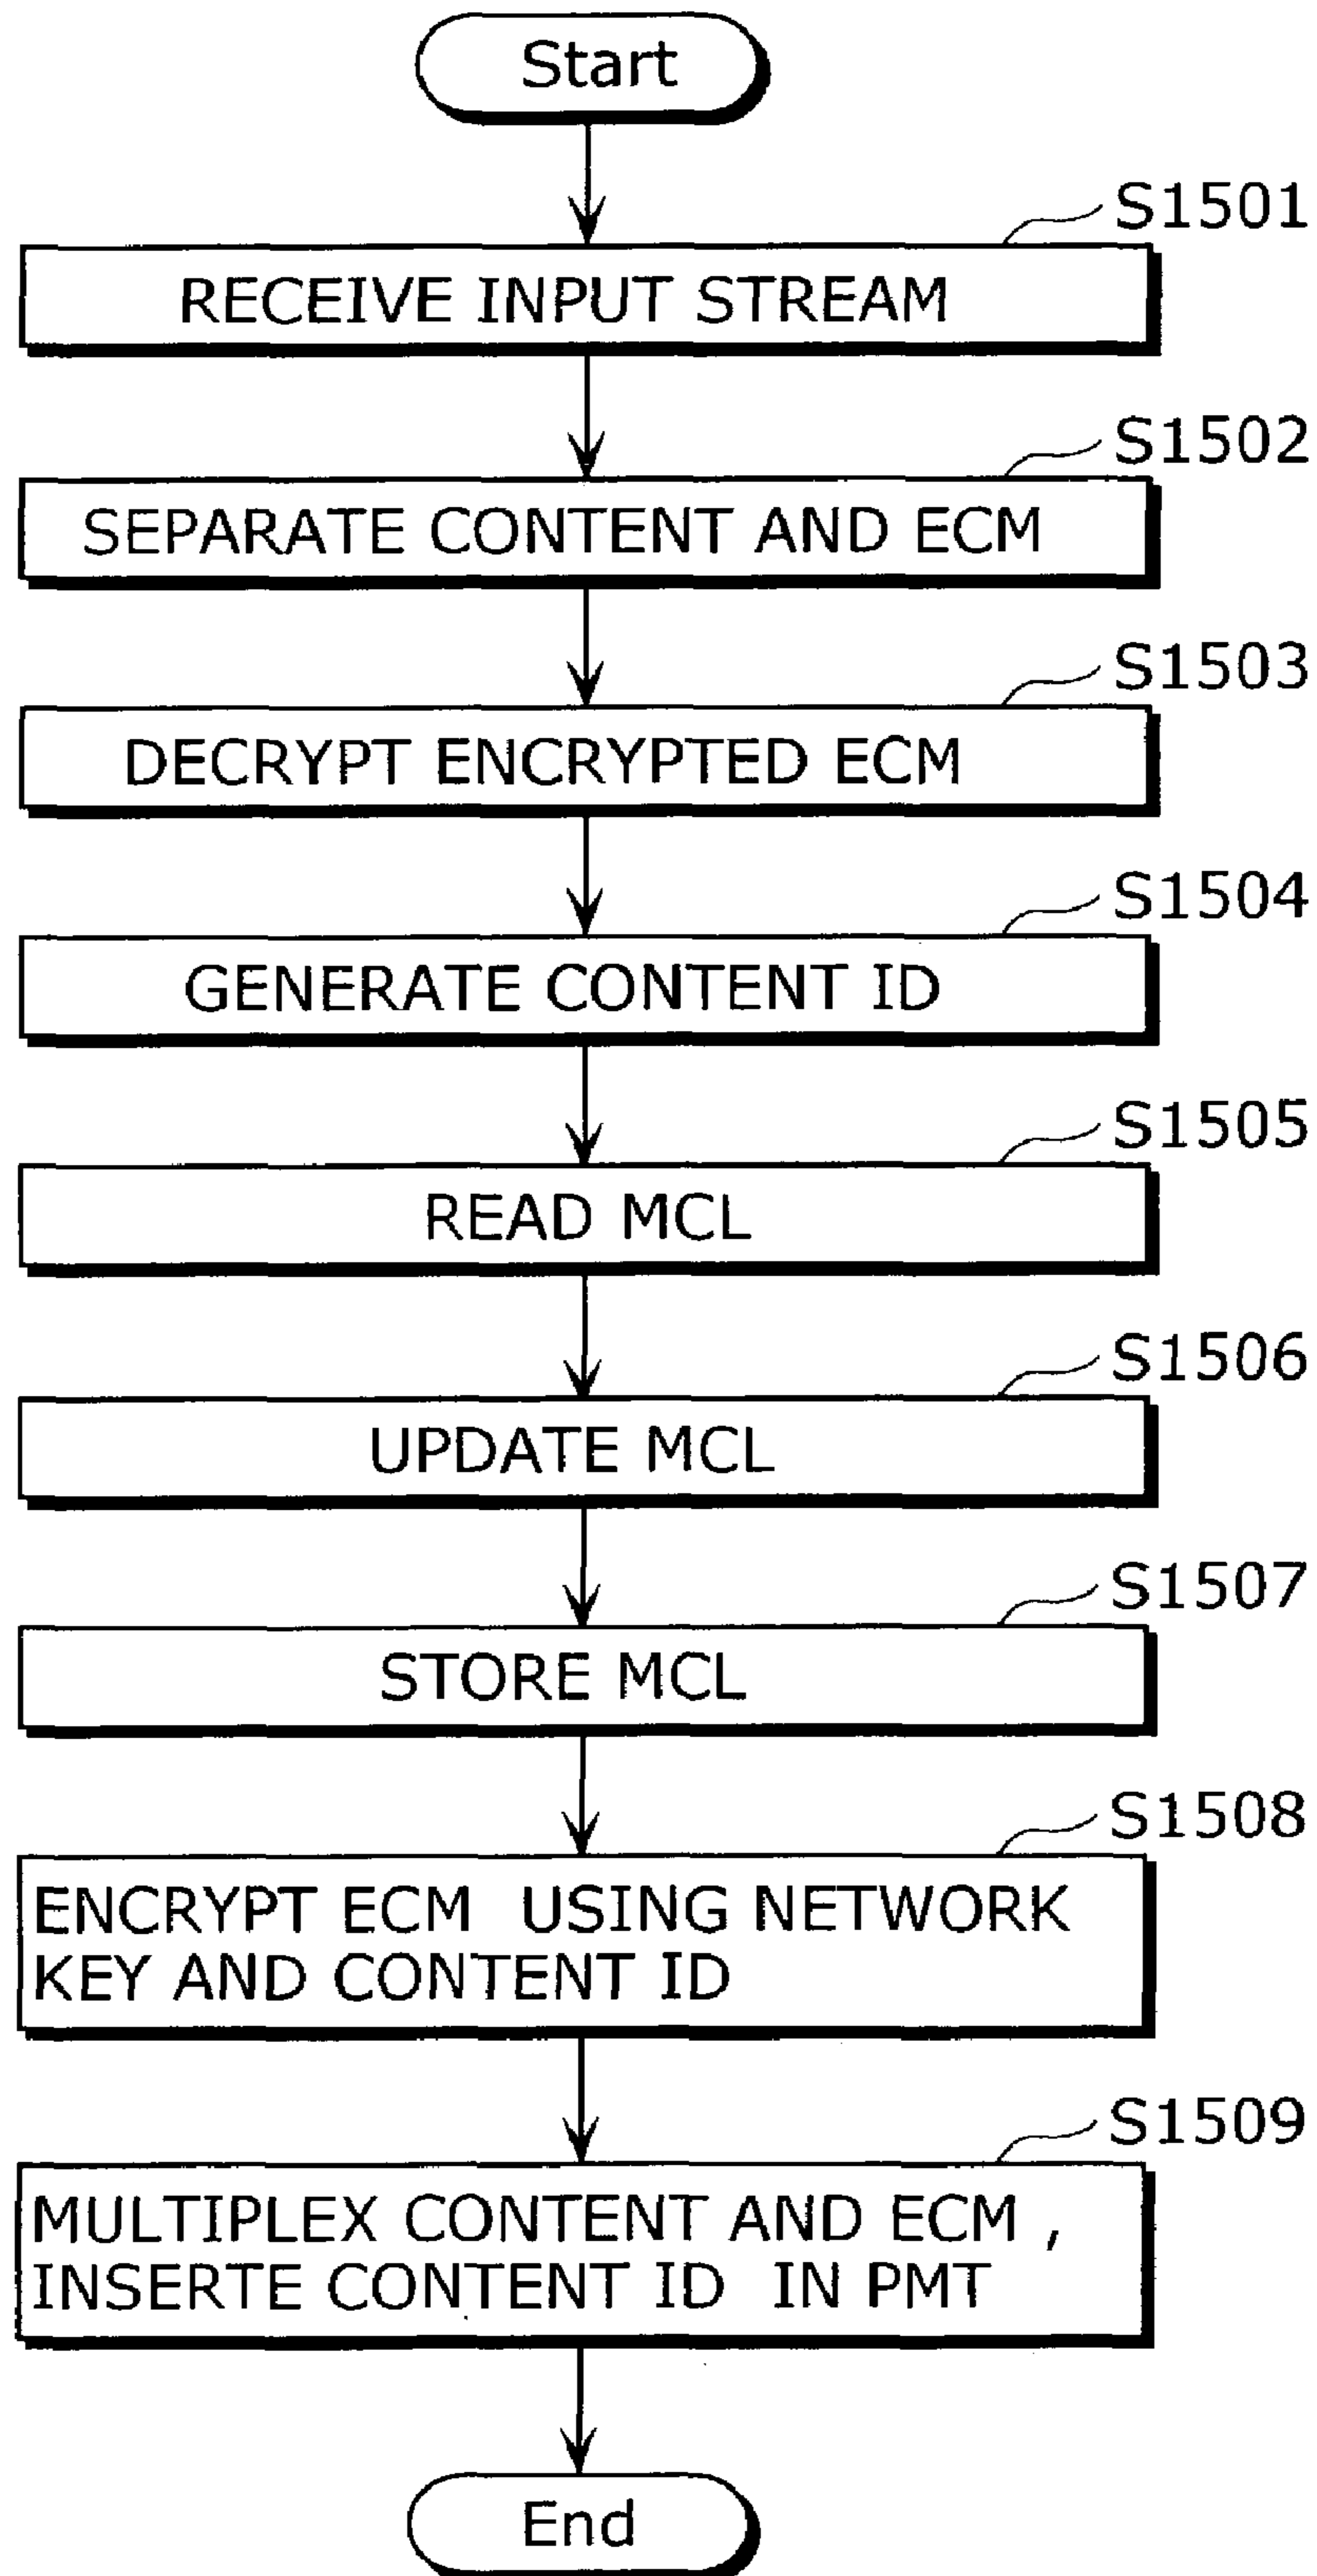 Start
S1501
RECEIVE INPUT STREAM
S1502
SEPARATE CONTENT AND ECM
S1503
DECRYPT ENCRYPTED ECM
S1504
GENERATE CONTENT ID
S1505
READ MCL
S1506
UPDATE MCL
S1507
STORE MCL
S1508
ENCRYPT ECM USING NETWORK
KEY AND CONTENT ID
S1509
MULTIPLEX CONTENT AND ECM ,
INSERTE CONTENT ID IN PMT
End